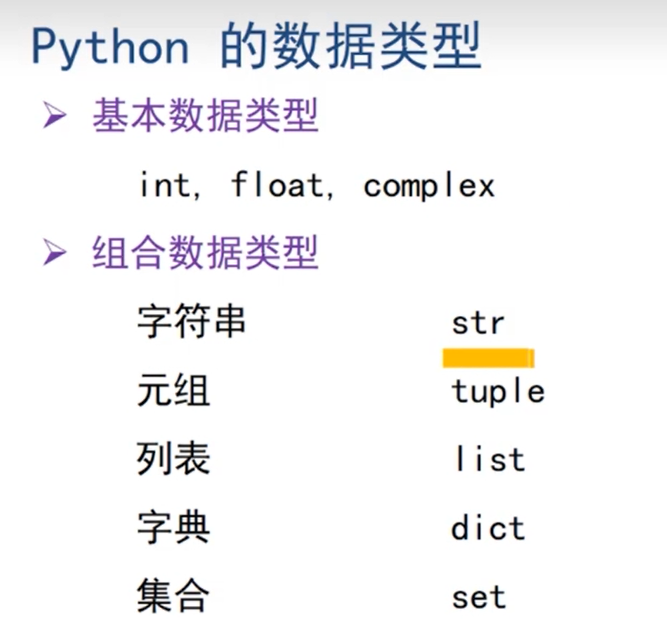 Python 的数据类型
基本数据类型
int, float, complex
组合数据类型
字符串 str
元组 tuple
列表 list
字典 dict
集合 set